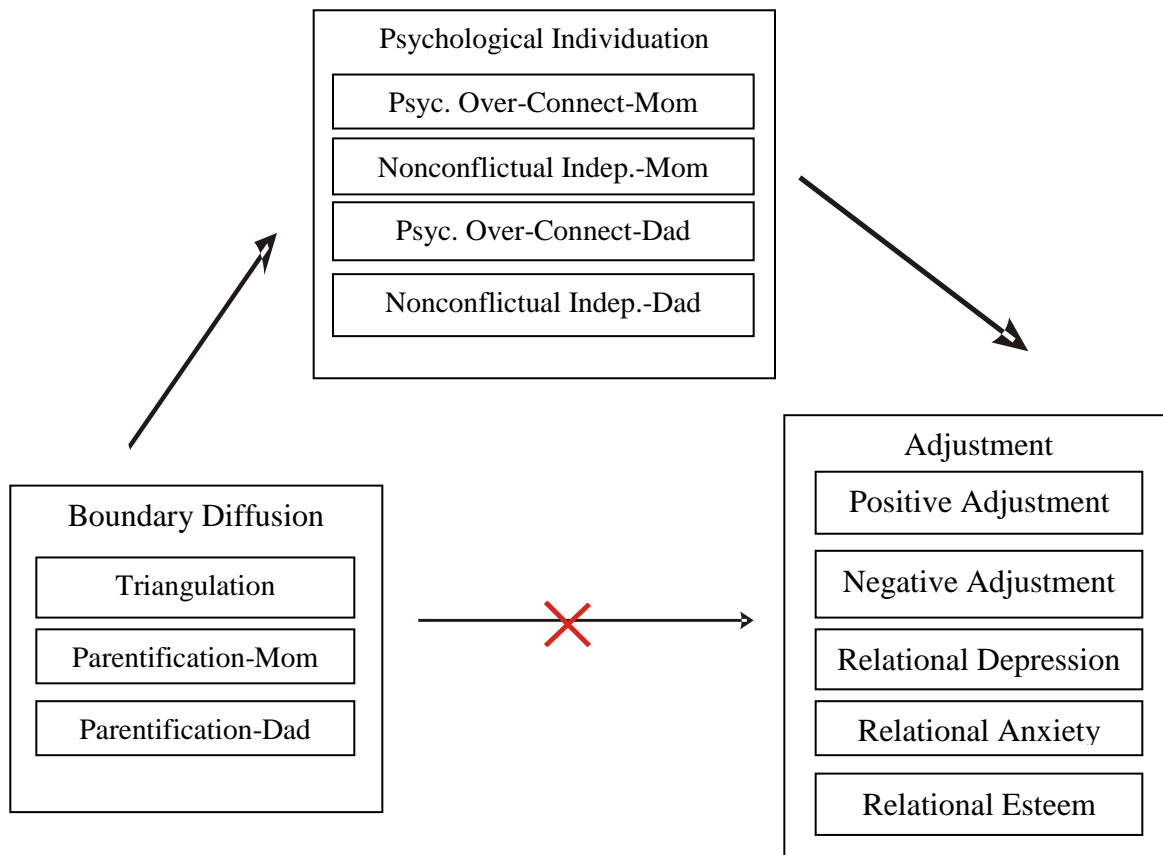 Psychological Individuation
Psyc. Over-Connect-Mom
Nonconflictual Indep.-Mom
Psyc. Over-Connect-Dad
Nonconflictual Indep.-Dad
Boundary Diffusion
Triangulation
Parentification-Mom
Parentification-Dad
Adjustment
Positive Adjustment
Negative Adjustment
Relational Depression
Relational Anxiety
Relational Esteem